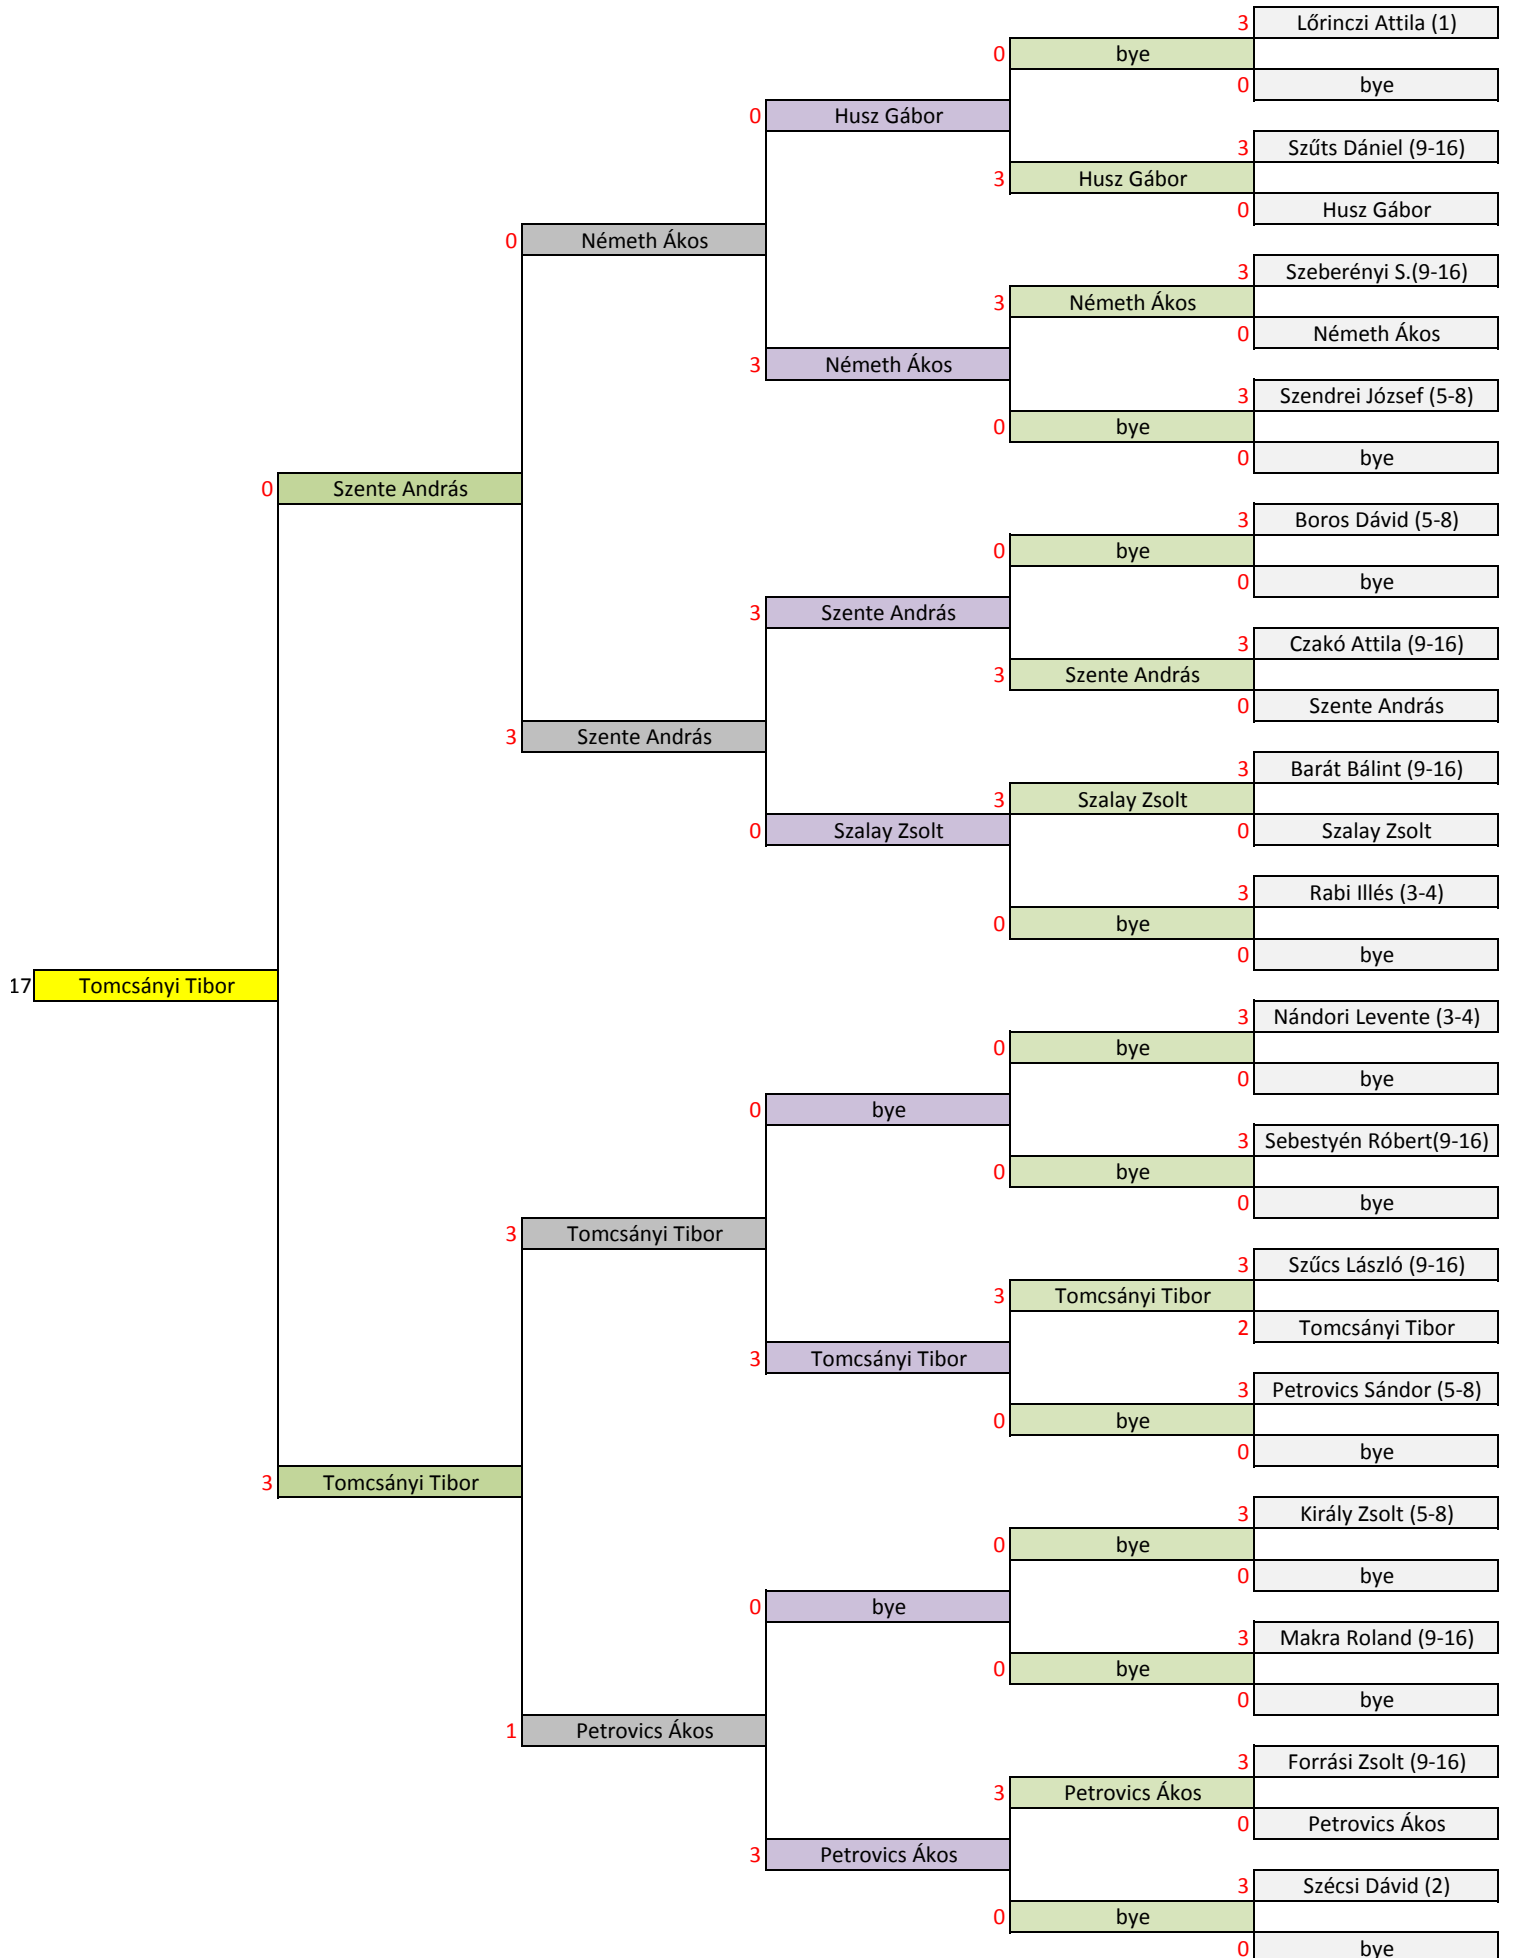 3 Lőrinczi Attila (1)
0 bye
0 bye
0 Husz Gábor
3 Szűts Dániel (9-16)
3 Husz Gábor
0 Husz Gábor
0 Németh Ákos
3 Szeberényi S.(9-16)
3 Németh Ákos
0 Németh Ákos
3 Németh Ákos
3 Szendrei József (5-8)
0 bye
0 bye
0 Szente András
3 Boros Dávid (5-8)
0 bye
0 bye
3 Szente András
3 Czakó Attila (9-16)
3 Szente András
0 Szente András
3 Szente András
3 Barát Bálint (9-16)
3 Szalay Zsolt
0 Szalay Zsolt
0 Szalay Zsolt
3 Rabi Illés (3-4)
0 bye
0 bye
17 Tomcsányi Tibor
3 Nándori Levente (3-4)
0 bye
0 bye
0 bye
3 Sebestyén Róbert(9-16)
0 bye
0 bye
3 Tomcsányi Tibor
3 Szűcs László (9-16)
3 Tomcsányi Tibor
2 Tomcsányi Tibor
3 Tomcsányi Tibor
3 Petrovics Sándor (5-8)
0 bye
0 bye
3 Tomcsányi Tibor
3 Király Zsolt (5-8)
0 bye
0 bye
0 bye
3 Makra Roland (9-16)
0 bye
0 bye
1 Petrovics Ákos
3 Forrási Zsolt (9-16)
3 Petrovics Ákos
0 Petrovics Ákos
3 Petrovics Ákos
3 Szécsi Dávid (2)
0 bye
0 bye